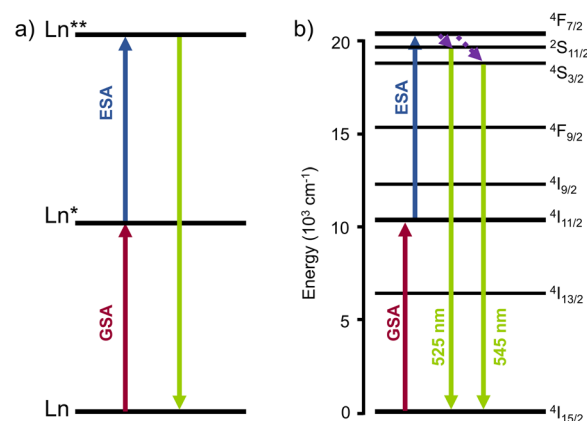 a)
Ln**
ESA
Ln*
GSA
Ln
b)
Energy (10³ cm⁻¹)
20
15
10
5
0
ESA
GSA
525 nm
545 nm
⁴F₇/₂
²S₁₁/₂
⁴S₃/₂
⁴F₉/₂
⁴I₉/₂
⁴I₁₁/₂
⁴I₁₃/₂
⁴I₁₅/₂